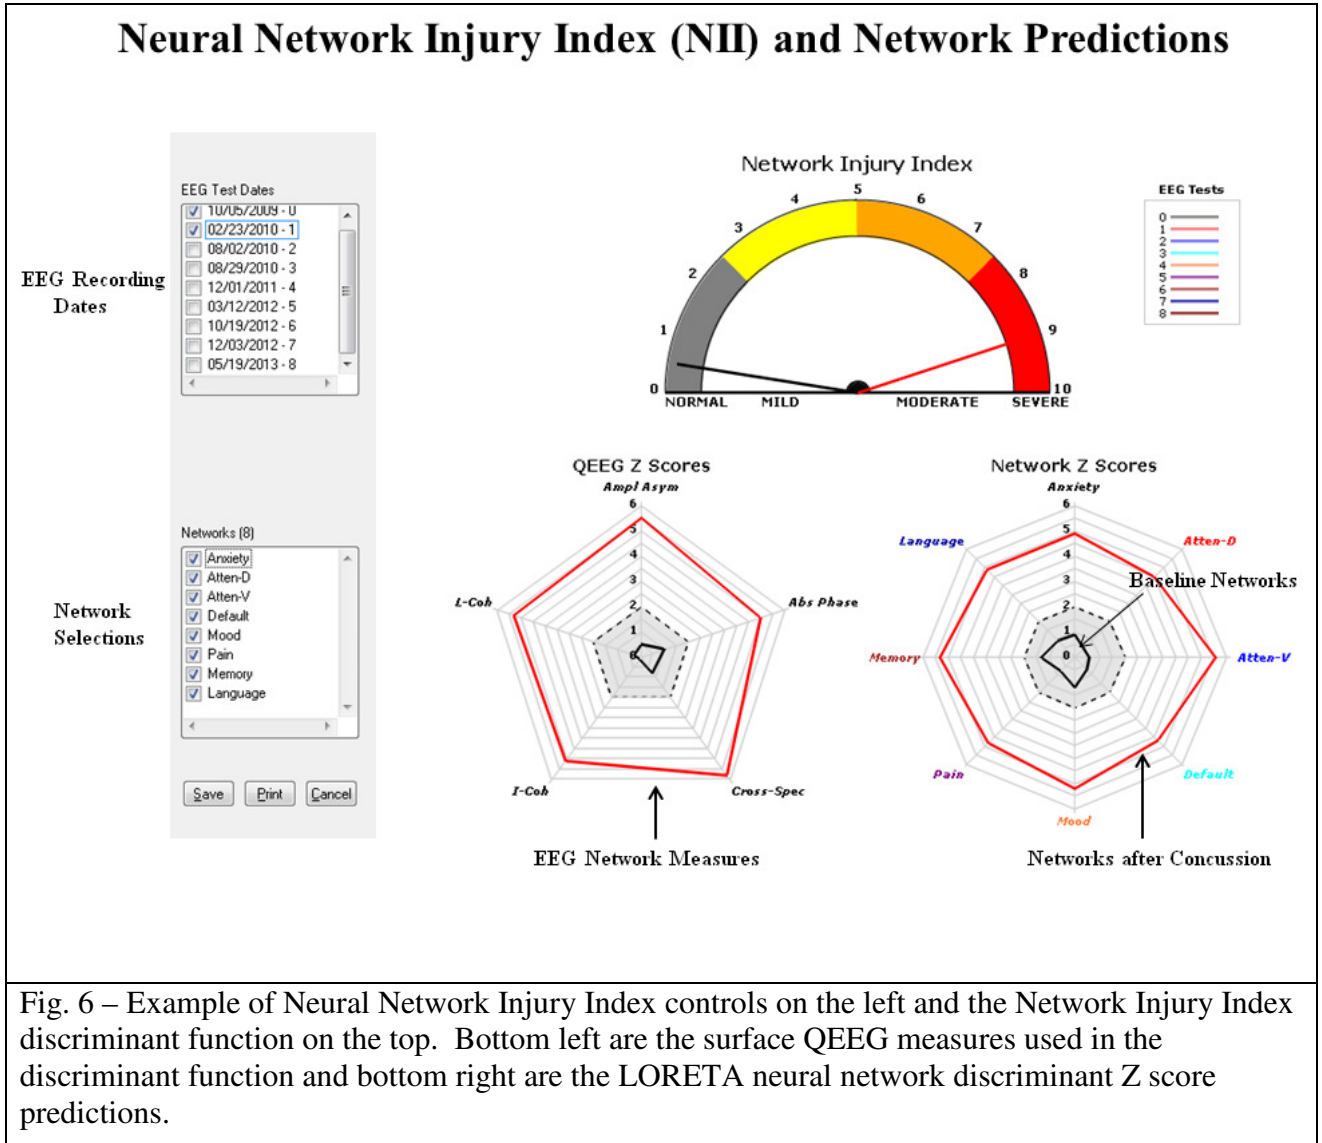 Neural Network Injury Index (NII) and Network Predictions
EEG Test Dates
10/05/2009 - 0
02/23/2010 - 1
08/02/2010 - 2
08/29/2010 - 3
12/01/2011 - 4
03/12/2012 - 5
10/19/2012 - 6
12/03/2012 - 7
05/19/2013 - 8
EEG Recording
Dates
Networks (8)
Anxiety
Atten-D
Atten-V
Default
Mood
Pain
Memory
Language
Network
Selections
Save Print Cancel
Network Injury Index
0 1 2 3 4 5 6 7 8 9 10
NORMAL MILD MODERATE SEVERE
EEG Tests
0
1
2
3
4
5
6
7
8
QEEG Z Scores
Ampl Asym
6
5
4
3
2
1
0
L-Coh
Abs Phase
I-Coh
Cross-Spec
EEG Network Measures
Network Z Scores
Anxiety
6
5
4
3
2
1
0
Language
Atten-D
Baseline Networks
Memory
Atten-V
Pain
Default
Mood
Networks after Concussion
Fig. 6 – Example of Neural Network Injury Index controls on the left and the Network Injury Index
discriminant function on the top.  Bottom left are the surface QEEG measures used in the
discriminant function and bottom right are the LORETA neural network discriminant Z score
predictions.